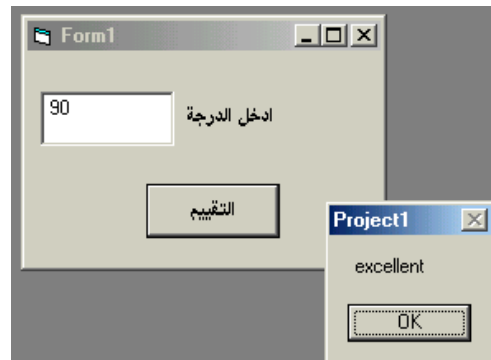 Form1
90
ادخل الدرجة
التقييم
Project1
excellent
OK